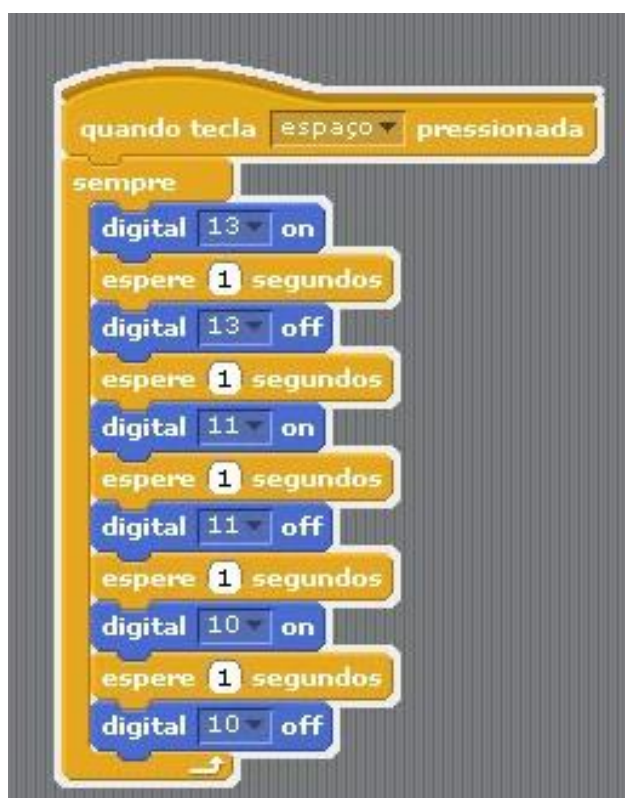 quando tecla espaço pressionada
sempre
digital 13 on
espere 1 segundos
digital 13 off
espere 1 segundos
digital 11 on
espere 1 segundos
digital 11 off
espere 1 segundos
digital 10 on
espere 1 segundos
digital 10 off